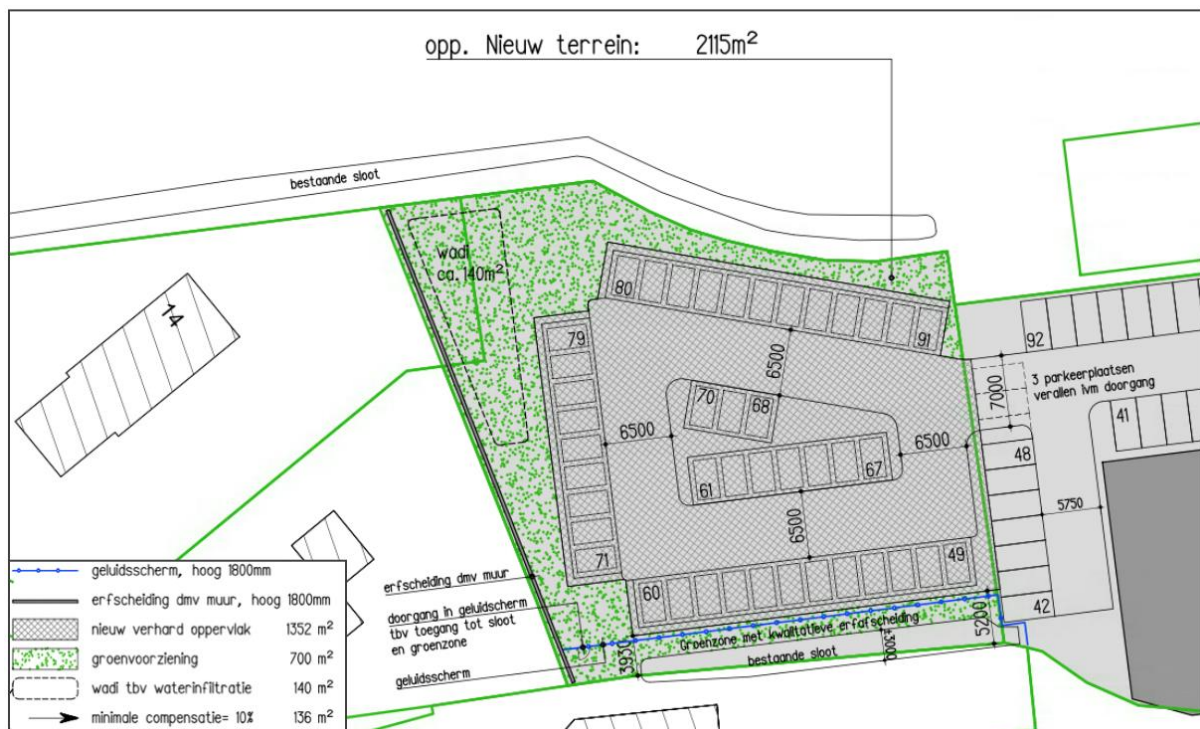 opp. Nieuw terrein: 2115m²
bestaande sloot
wadi
ca. 140m²
14
80
91
79
92
6500
7000
3 parkeerplaatsen
verallen ivm doorgang
70
68
41
6500
6500
48
61
67
6500
5750
71
60
49
42
erfscheiding dmv muur
doorgang in geluidscherm
tbv toegang tot sloot
en groenzone
geluidsscherm
3930
Groenzone met kwalitatieve erfafscheiding
5200
±3000
bestaande sloot
geluidsscherm, hoog 1800mm
erfscheiding dmv muur, hoog 1800mm
nieuw verhard oppervlak 1352 m²
groenvoorziening 700 m²
wadi tbv waterinfiltratie 140 m²
minimale compensatie= 10% 136 m²